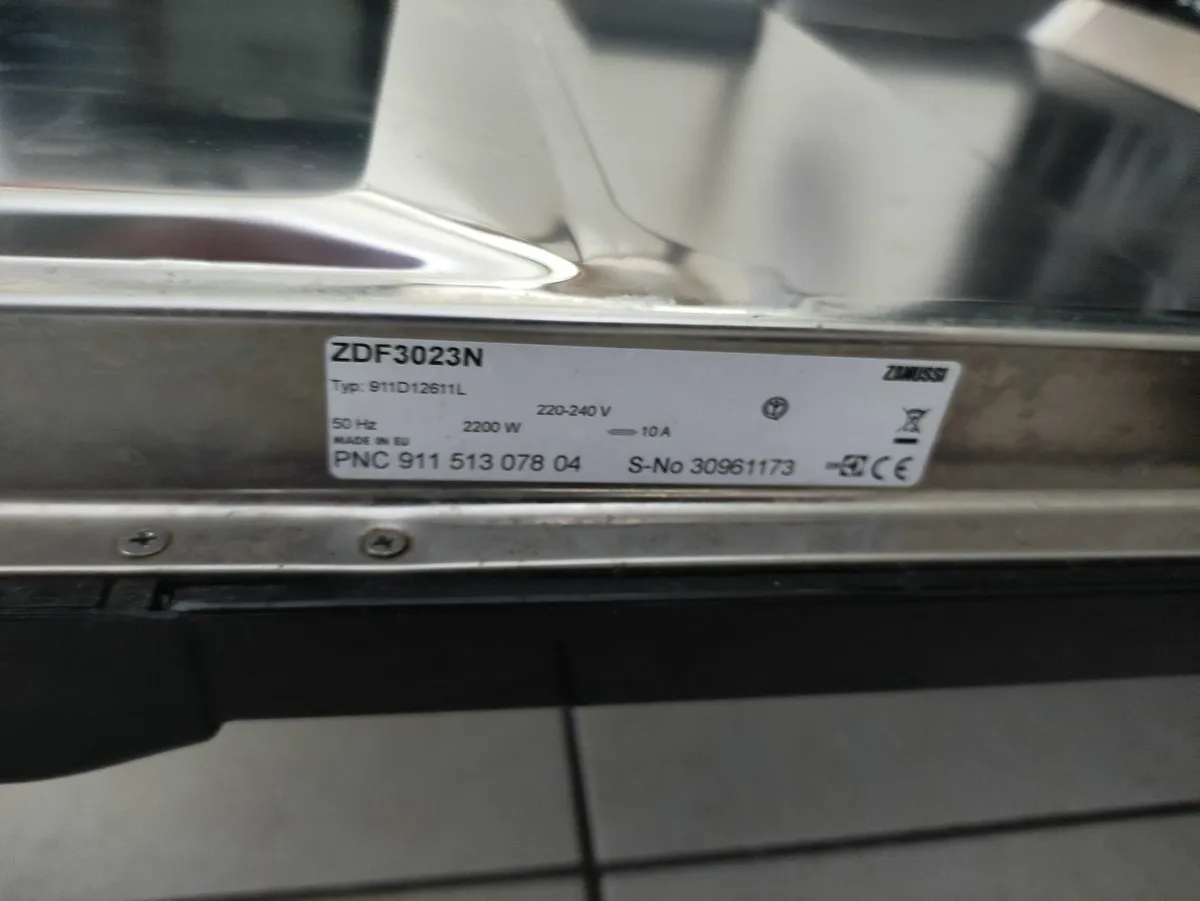 ZDF3023N
ZANUSSI
Typ: 911D12611L
220-240 V
50 Hz 2200 W 10 A
MADE IN EU
PNC 911 513 078 04 S-No 30961173 CE